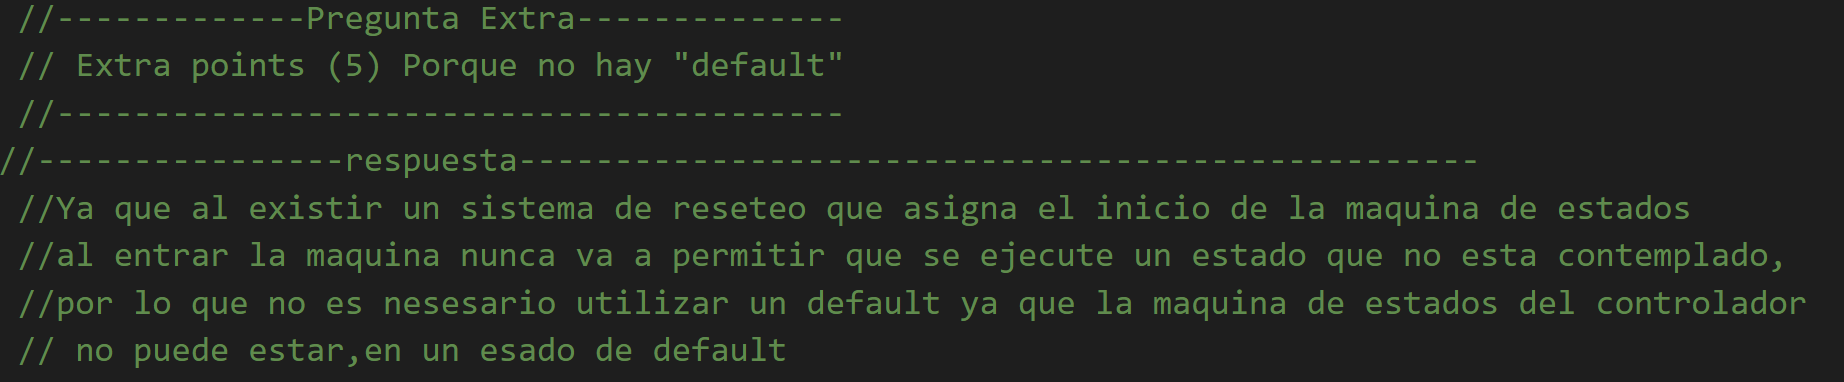 //-------------Pregunta Extra--------------
// Extra points (5) Porque no hay "default"
//-----------------------------------------
//----------------respuesta--------------------------------------------------
//Ya que al existir un sistema de reseteo que asigna el inicio de la maquina de estados
//al entrar la maquina nunca va a permitir que se ejecute un estado que no esta contemplado,
//por lo que no es nesesario utilizar un default ya que la maquina de estados del controlador
// no puede estar,en un esado de default